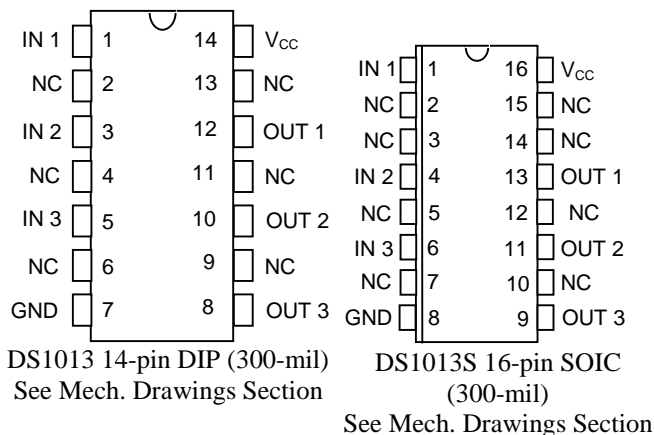 IN 1 1 14 VCC
NC 2 13 NC
IN 2 3 12 OUT 1
NC 4 11 NC
IN 3 5 10 OUT 2
NC 6 9 NC
GND 7 8 OUT 3
DS1013 14-pin DIP (300-mil)
See Mech. Drawings Section
IN 1 1 16 VCC
NC 2 15 NC
NC 3 14 NC
IN 2 4 13 OUT 1
NC 5 12 NC
IN 3 6 11 OUT 2
NC 7 10 NC
GND 8 9 OUT 3
DS1013S 16-pin SOIC
(300-mil)
See Mech. Drawings Section